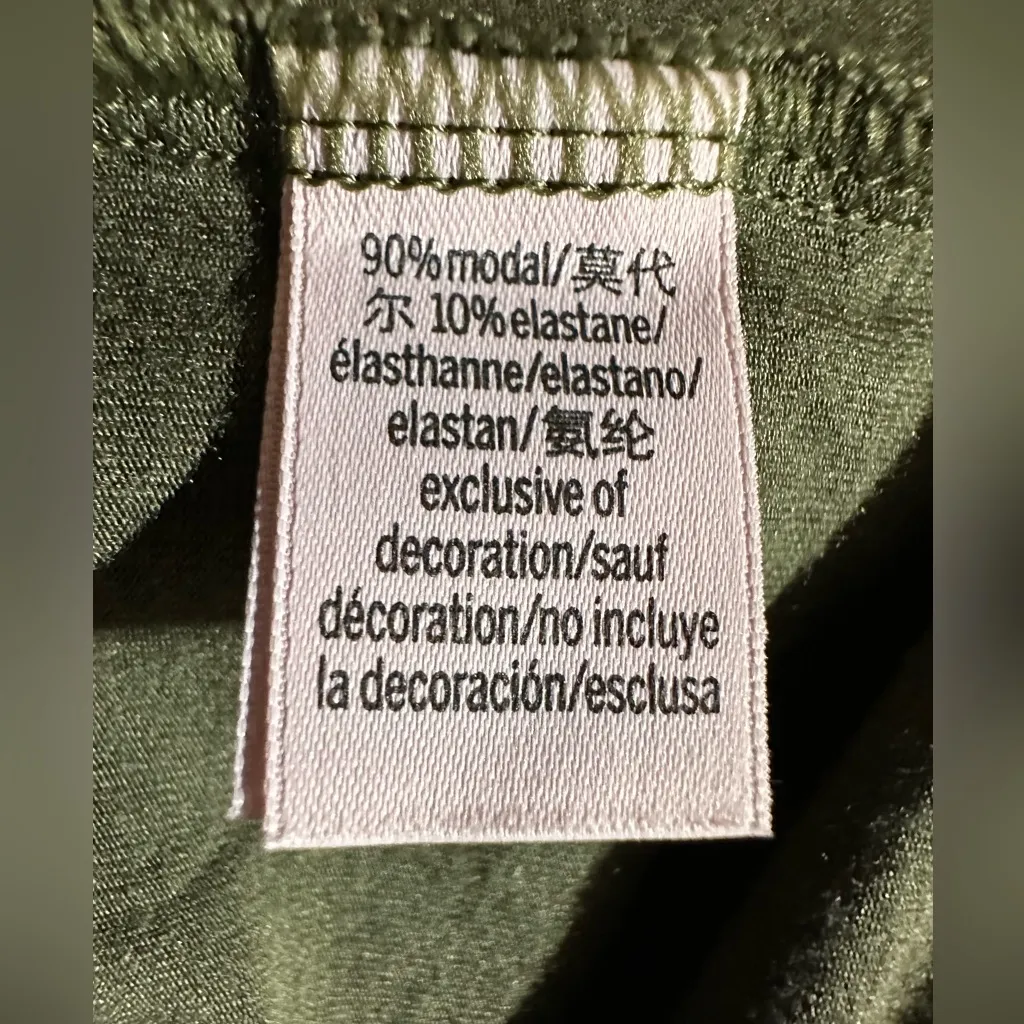 90% modal/莫代
尔 10% elastane/
élasthanne/elastano/
elastan/氨纶
exclusive of
decoration/sauf
décoration/no incluye
la decoración/esclusa